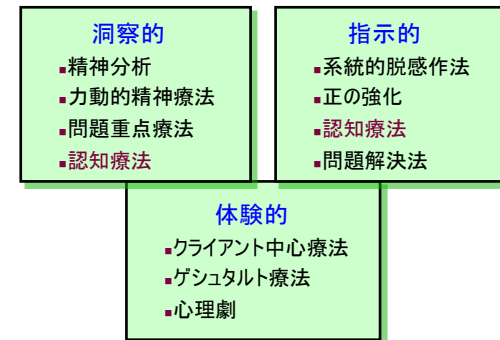 洞察的
▪精神分析
▪力動的精神療法
▪問題重点療法
▪認知療法
指示的
▪系統的脱感作法
▪正の強化
▪認知療法
▪問題解決法
体験的
▪クライアント中心療法
▪ゲシュタルト療法
▪心理劇